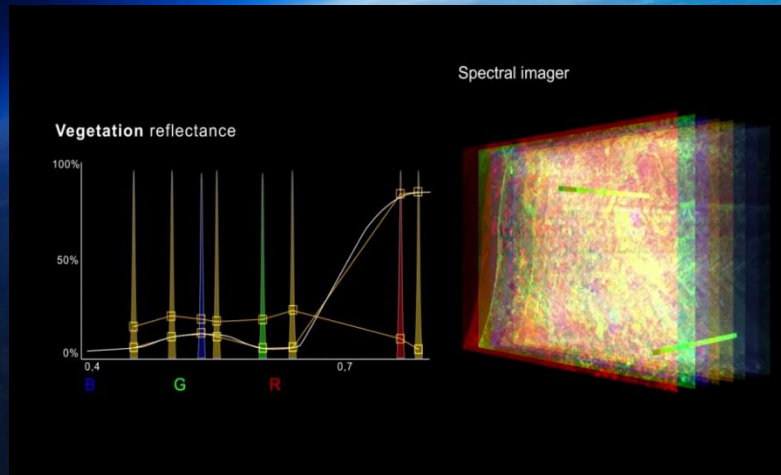 Spectral imager
Vegetation reflectance
100%
50%
0%
0,4
0,7
B
G
R